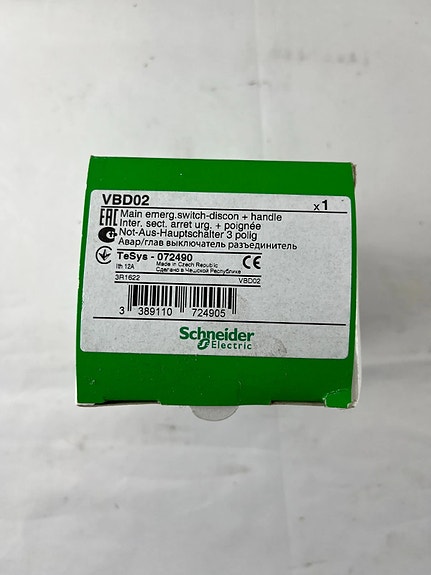 VBD02
x 1
EAC Main emerg.switch-discon + handle
Inter. sect. arret urg. + poignée
Not-Aus-Hauptschalter 3 polig
Авар/глав выключатель разъединитель
TeSys - 072490
CE
Ith 12A
Made in Czech Republic
Сделано в Чешской Республике
3R1622
VBD02
3 389110 724905
Schneider
Electric